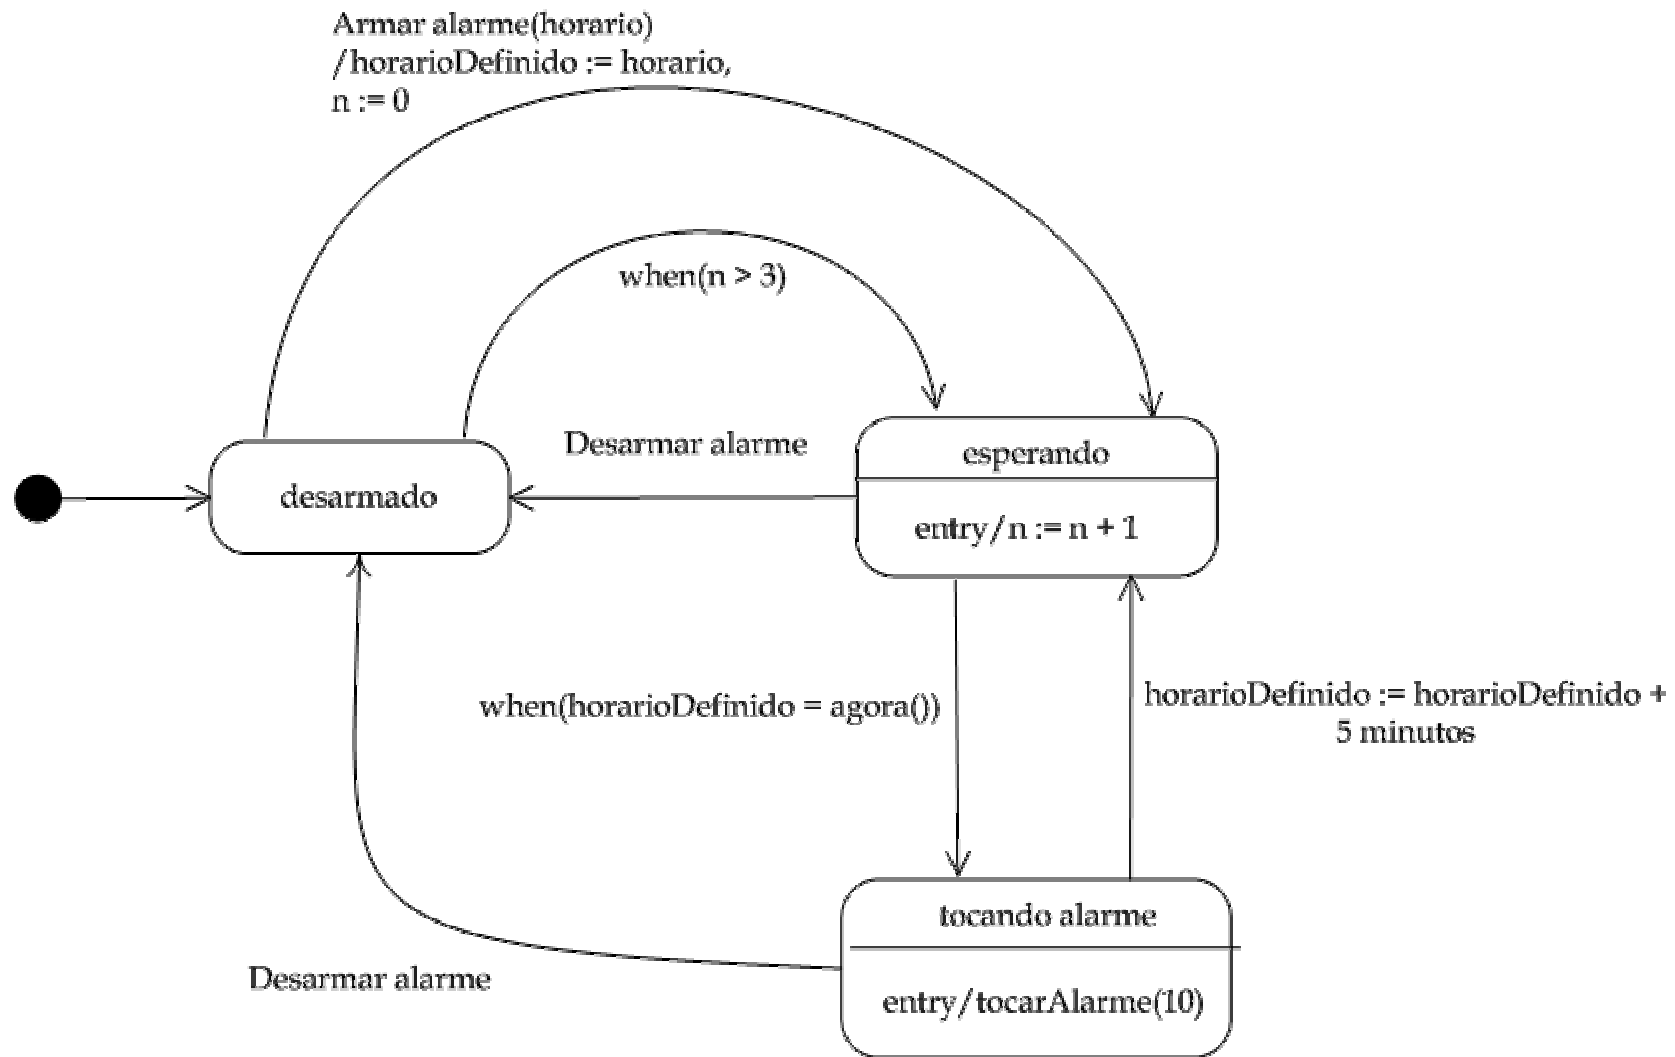 Armar alarme(horario)
/horarioDefinido := horario,
n := 0
when(n > 3)
Desarmar alarme
esperando
desarmado
entry/n := n + 1
when(horarioDefinido = agora())
horarioDefinido := horarioDefinido +
5 minutos
tocando alarme
Desarmar alarme
entry/tocarAlarme(10)